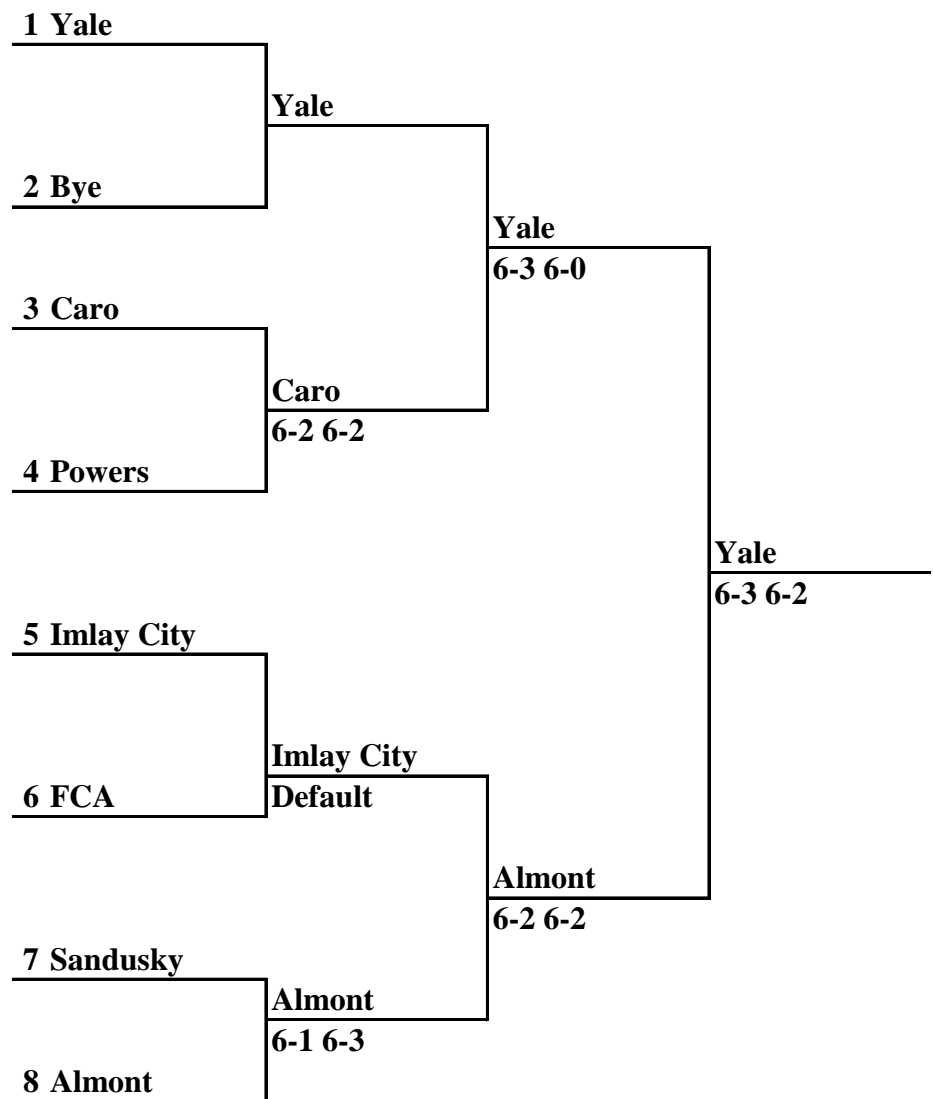 1 Yale
Yale
2 Bye
Yale
6-3 6-0
3 Caro
Caro
6-2 6-2
4 Powers
Yale
6-3 6-2
5 Imlay City
Imlay City
6 FCA
Default
Almont
6-2 6-2
7 Sandusky
Almont
6-1 6-3
8 Almont